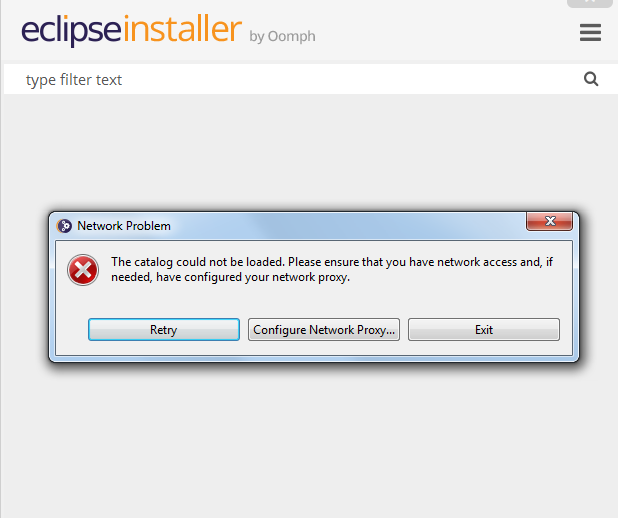 eclipseinstaller by Oomph
type filter text
Network Problem
The catalog could not be loaded. Please ensure that you have network access and, if
needed, have configured your network proxy.
Retry Configure Network Proxy... Exit